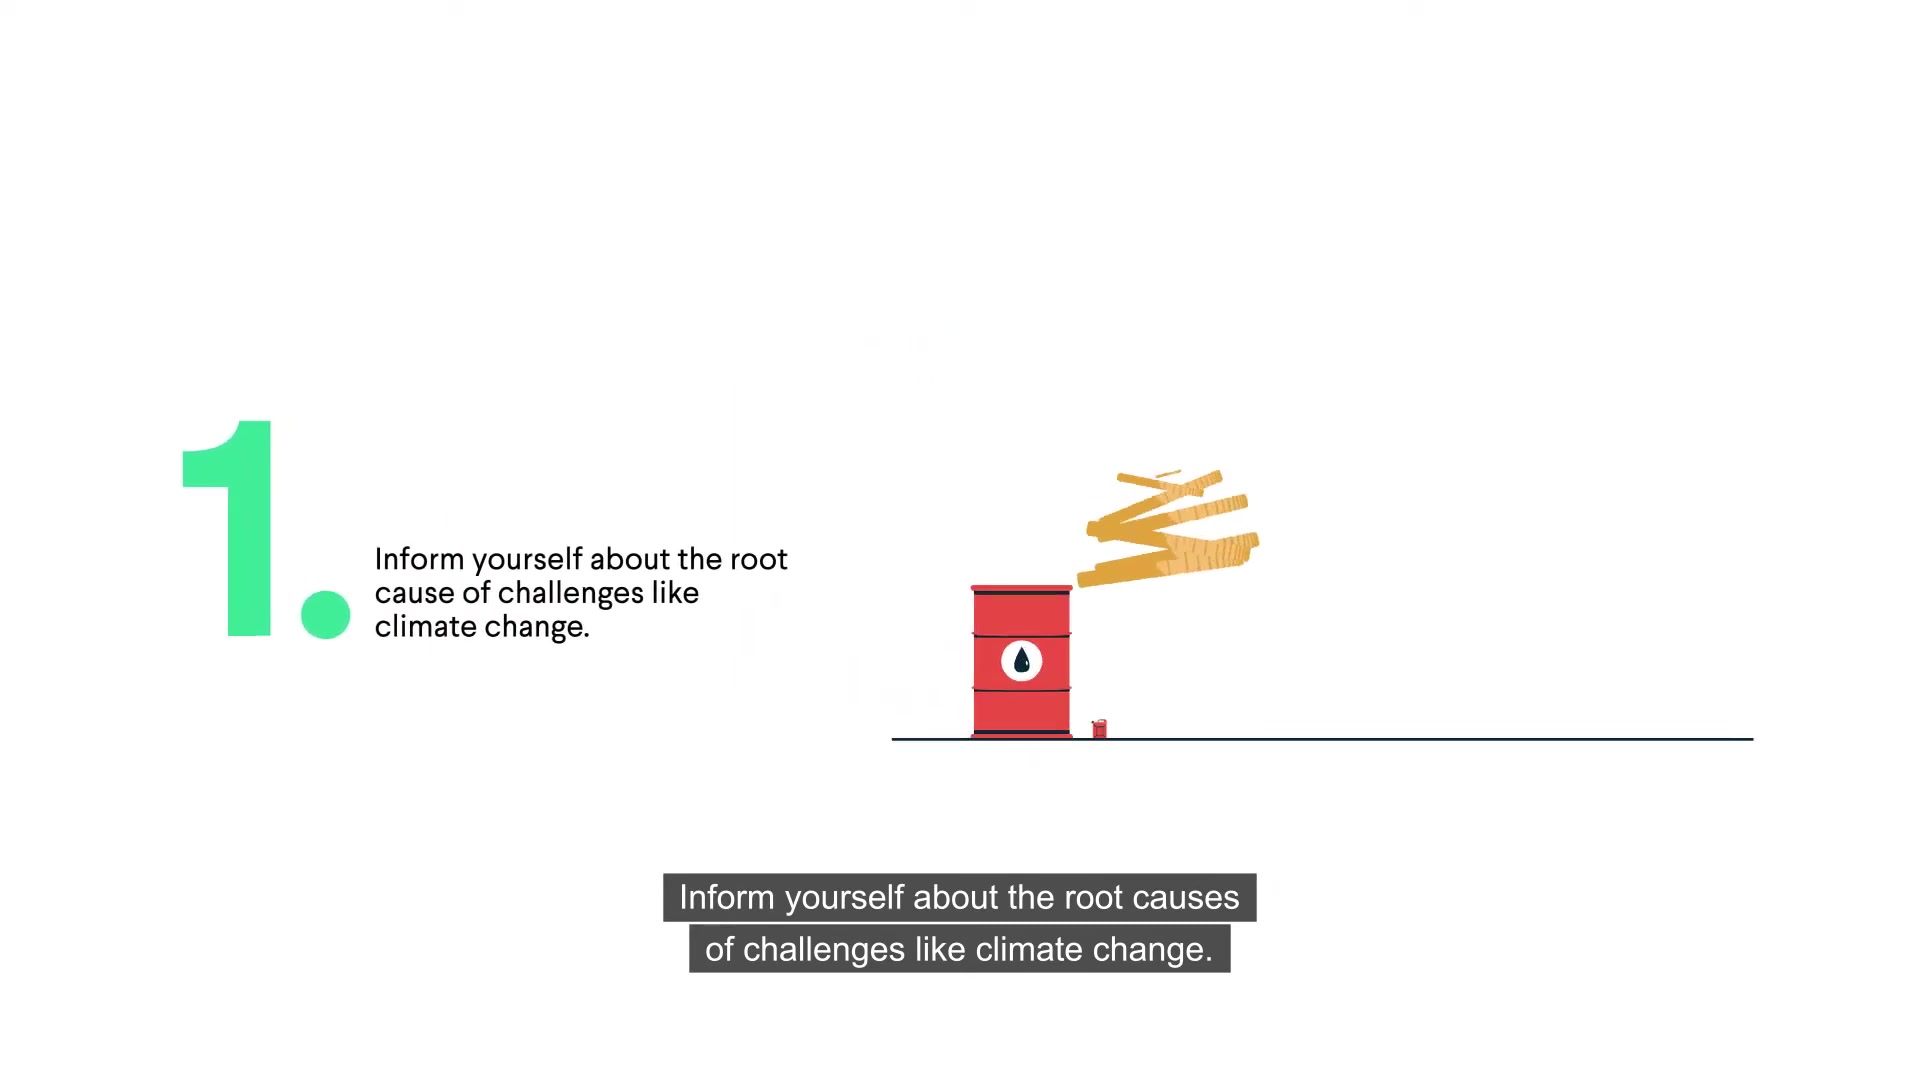 1.
Inform yourself about the root
cause of challenges like
climate change.
Inform yourself about the root causes
of challenges like climate change.